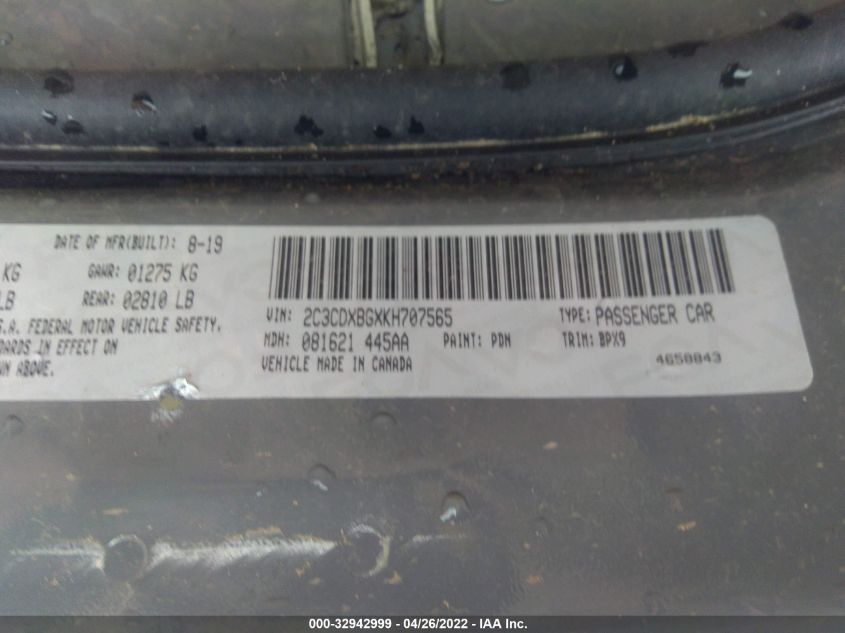 DATE OF MFR(BUILT): 8-19
KG GAWR: 01275 KG
LB REAR: 02810 LB
VIN: 2C3CDXBGXKH707565 TYPE: PASSENGER CAR
S.A. FEDERAL MOTOR VEHICLE SAFETY,
MDH: 081621 445AA PAINT: PDN TRIM: BPX9
DARDS IN EFFECT ON
VEHICLE MADE IN CANADA 4650843
WN ABOVE.
000-32942999 - 04/26/2022 - IAA Inc.